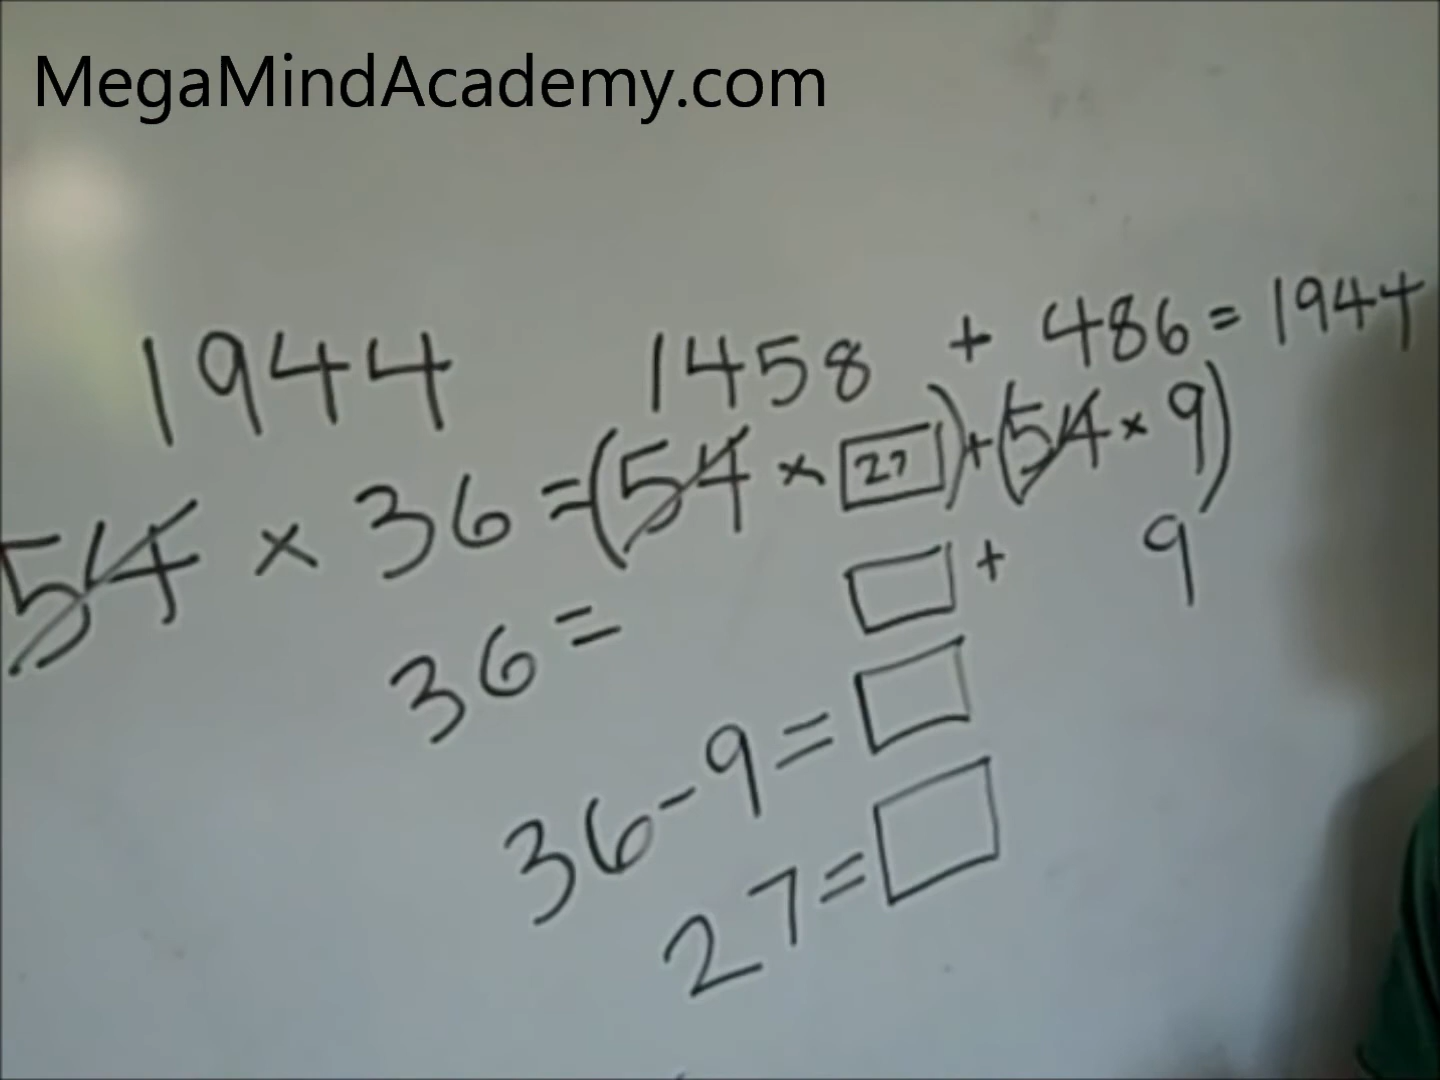 MegaMindAcademy.com
1944 1458 + 486 = 1944
54 × 36 = (54 × 27) + (54 × 9)
36 = □ + 9
36 - 9 = □
27 = □